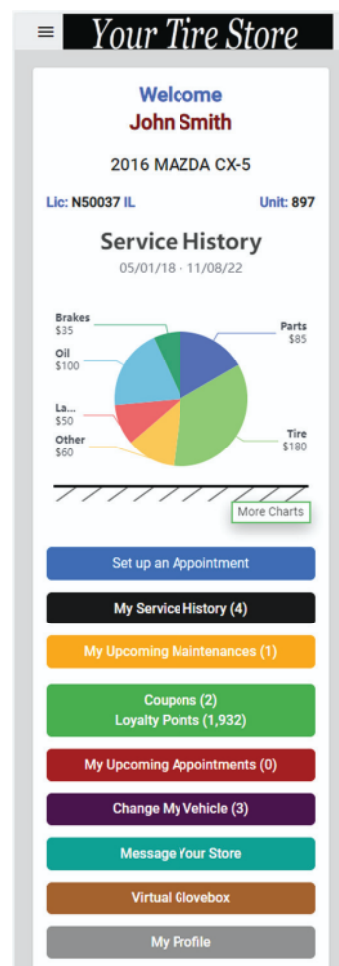 Your Tire Store
Welcome
John Smith
2016 MAZDA CX-5
Lic: N50037 IL Unit: 897
Service History
05/01/18 - 11/08/22
Brakes
$35
Parts
$85
Oil
$100
La...
$50
Other
$60
Tire
$180
More Charts
Set up an Appointment
My Service History (4)
My Upcoming Maintenances (1)
Coupons (2)
Loyalty Ponts (1,932)
My Upcoming Appointments (0)
Change My Vehicle (3)
Message Your Store
Virtual Glovebox
My Profile